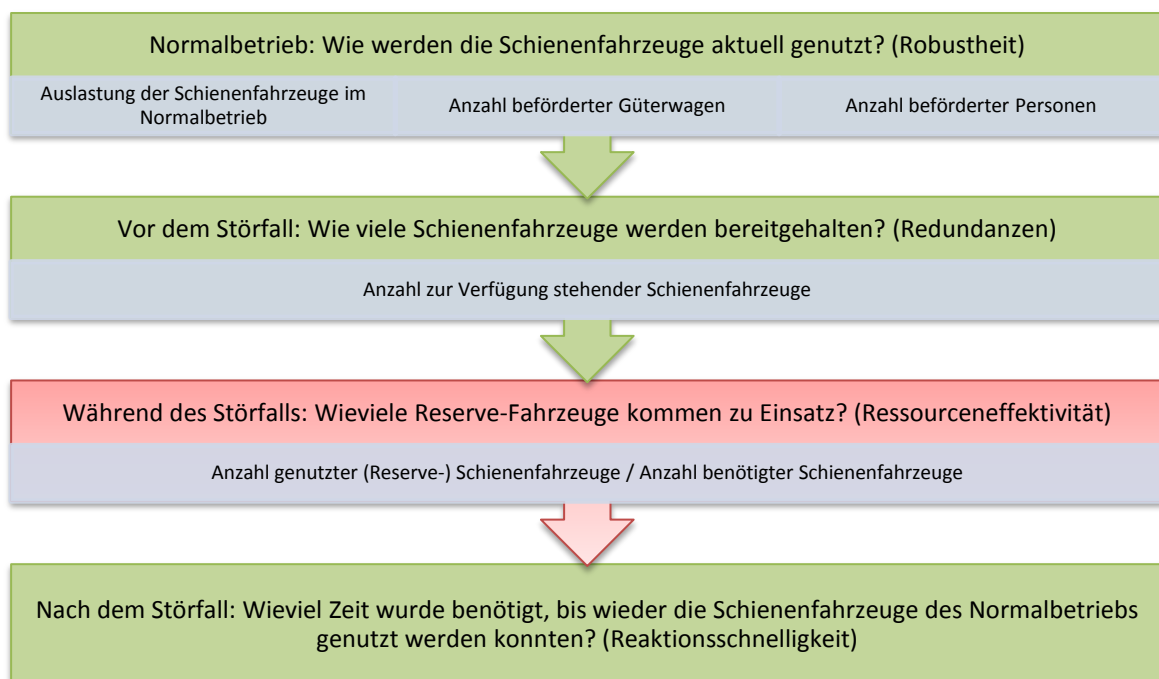 Normalbetrieb: Wie werden die Schienenfahrzeuge aktuell genutzt? (Robustheit)
Auslastung der Schienenfahrzeuge im
Normalbetrieb
Anzahl beförderter Güterwagen
Anzahl beförderter Personen
Vor dem Störfall: Wie viele Schienenfahrzeuge werden bereitgehalten? (Redundanzen)
Anzahl zur Verfügung stehender Schienenfahrzeuge
Während des Störfalls: Wieviele Reserve-Fahrzeuge kommen zu Einsatz? (Ressourceneffektivität)
Anzahl genutzter (Reserve-) Schienenfahrzeuge / Anzahl benötigter Schienenfahrzeuge
Nach dem Störfall: Wieviel Zeit wurde benötigt, bis wieder die Schienenfahrzeuge des Normalbetriebs
genutzt werden konnten? (Reaktionsschnelligkeit)